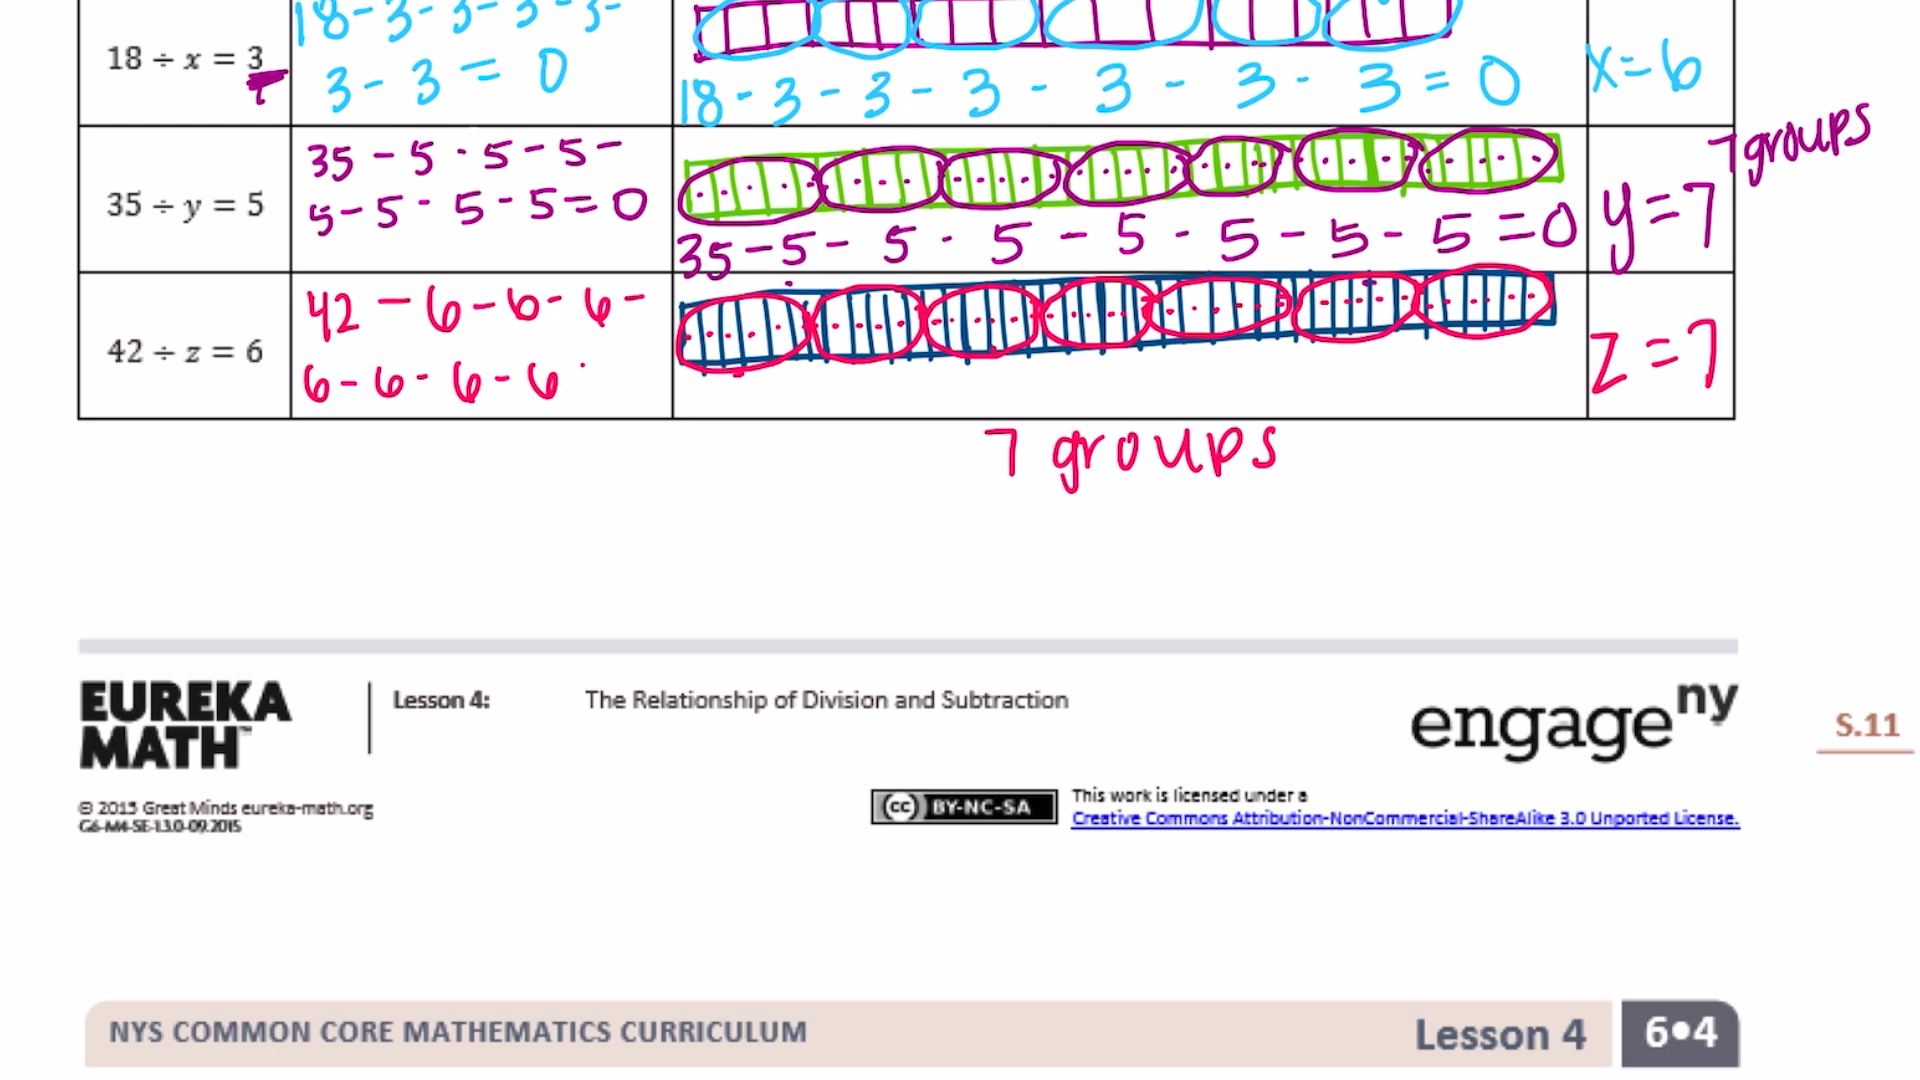 18-3-3-3-3-
18 ÷ x = 3
3 - 3 = 0
18 - 3 - 3 - 3 - 3 - 3 - 3 = 0
x = 6
7 groups
35 ÷ y = 5
35 - 5 - 5 - 5 -
5 - 5 - 5 - 5 = 0
35 - 5 - 5 - 5 - 5 - 5 - 5 - 5 = 0
y = 7
42 ÷ z = 6
42 - 6 - 6 - 6 -
6 - 6 - 6 - 6
z = 7
7 groups
EUREKA
MATH™
Lesson 4: The Relationship of Division and Subtraction
engage ny
S.11
© 2015 Great Minds eureka-math.org
G6-M4-SE-1.3.0-09.2015
cc BY-NC-SA
This work is licensed under a
Creative Commons Attribution-NonCommercial-ShareAlike 3.0 Unported License.
NYS COMMON CORE MATHEMATICS CURRICULUM
Lesson 4
6•4